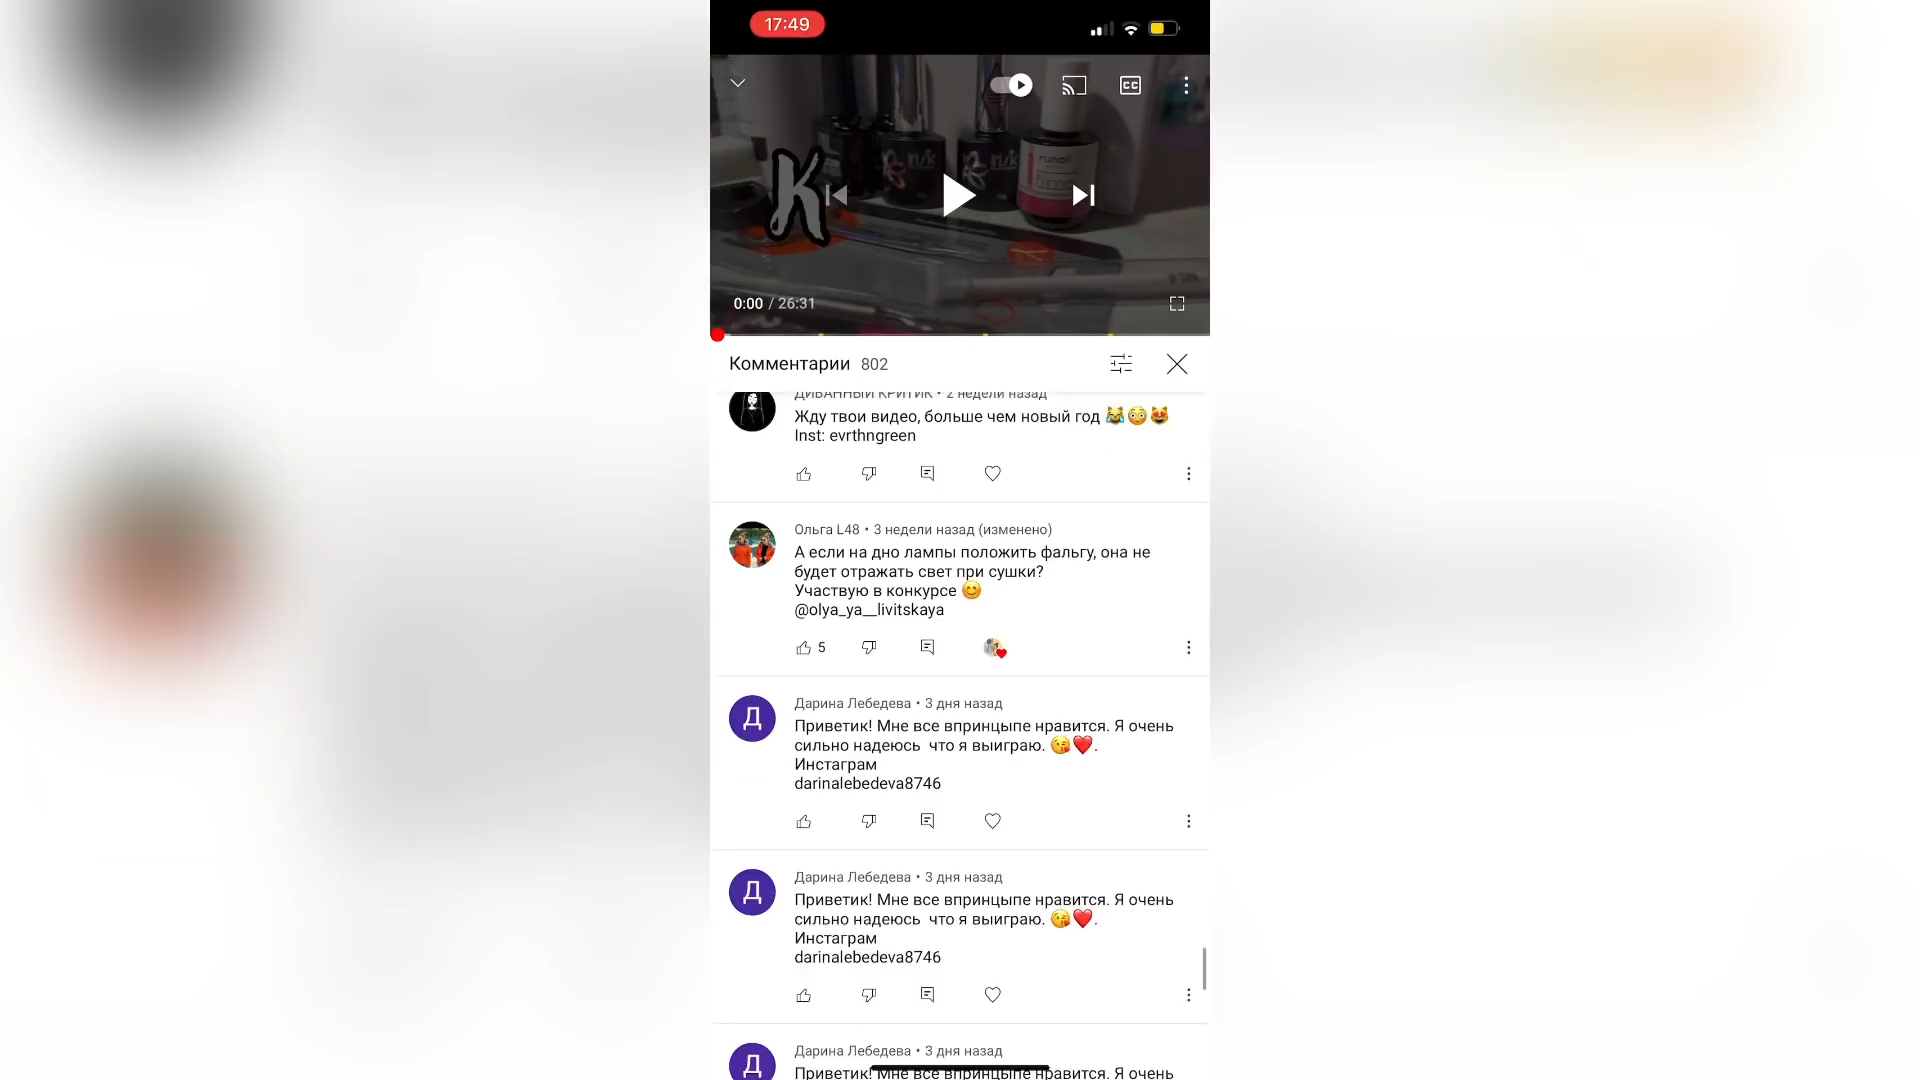 17:49
CC
irisk
irisk
runail
K
0:00 / 26:31
Комментарии 802
ДИВАННЫЙ КРИТИК • 2 недели назад
Жду твои видео, больше чем новый год 😹😳😻
Inst: evrthngreen
Ольга L48 • 3 недели назад (изменено)
А если на дно лампы положить фальгу, она не
будет отражать свет при сушки?
Участвую в конкурсе 😊
@olya_ya__livitskaya
5
Д
Дарина Лебедева • 3 дня назад
Приветик! Мне все впринцыпе нравится. Я очень
сильно надеюсь что я выиграю. 😘❤️.
Инстаграм
darinalebedeva8746
Д
Дарина Лебедева • 3 дня назад
Приветик! Мне все впринцыпе нравится. Я очень
сильно надеюсь что я выиграю. 😘❤️.
Инстаграм
darinalebedeva8746
Д
Дарина Лебедева • 3 дня назад
Приветик! Мне все впринцыпе нравится. Я очень